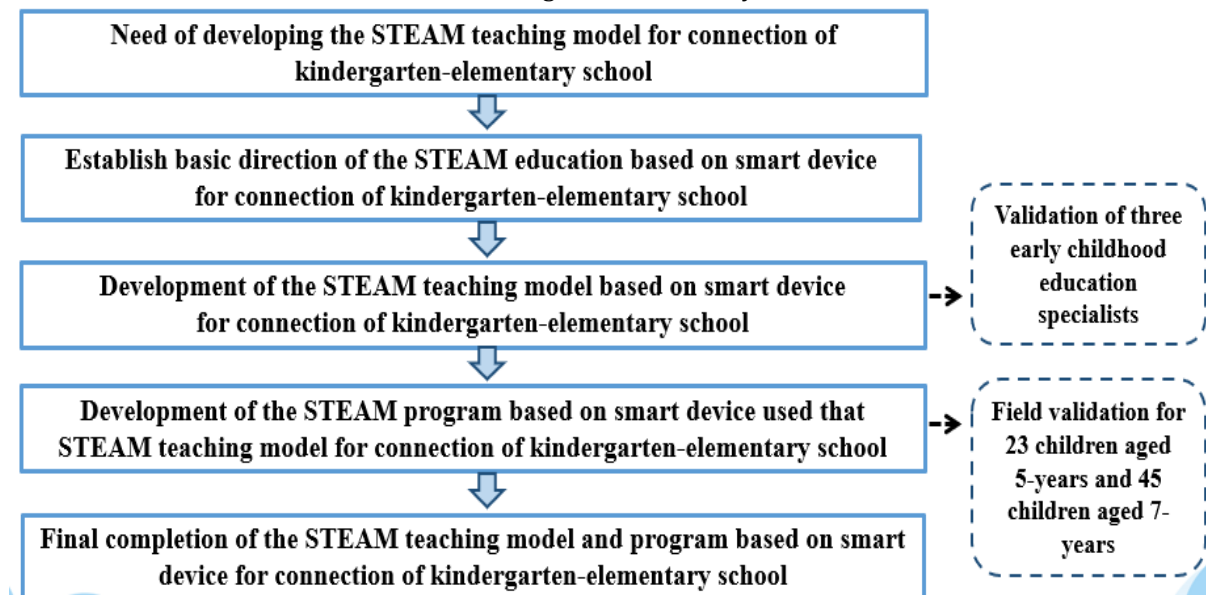 Need of developing the STEAM teaching model for connection of
kindergarten-elementary school
Establish basic direction of the STEAM education based on smart device
for connection of kindergarten-elementary school
Development of the STEAM teaching model based on smart device
for connection of kindergarten-elementary school
Validation of three
early childhood
education
specialists
Development of the STEAM program based on smart device used that
STEAM teaching model for connection of kindergarten-elementary school
Field validation for
23 children aged
5-years and 45
children aged 7-
years
Final completion of the STEAM teaching model and program based on smart
device for connection of kindergarten-elementary school